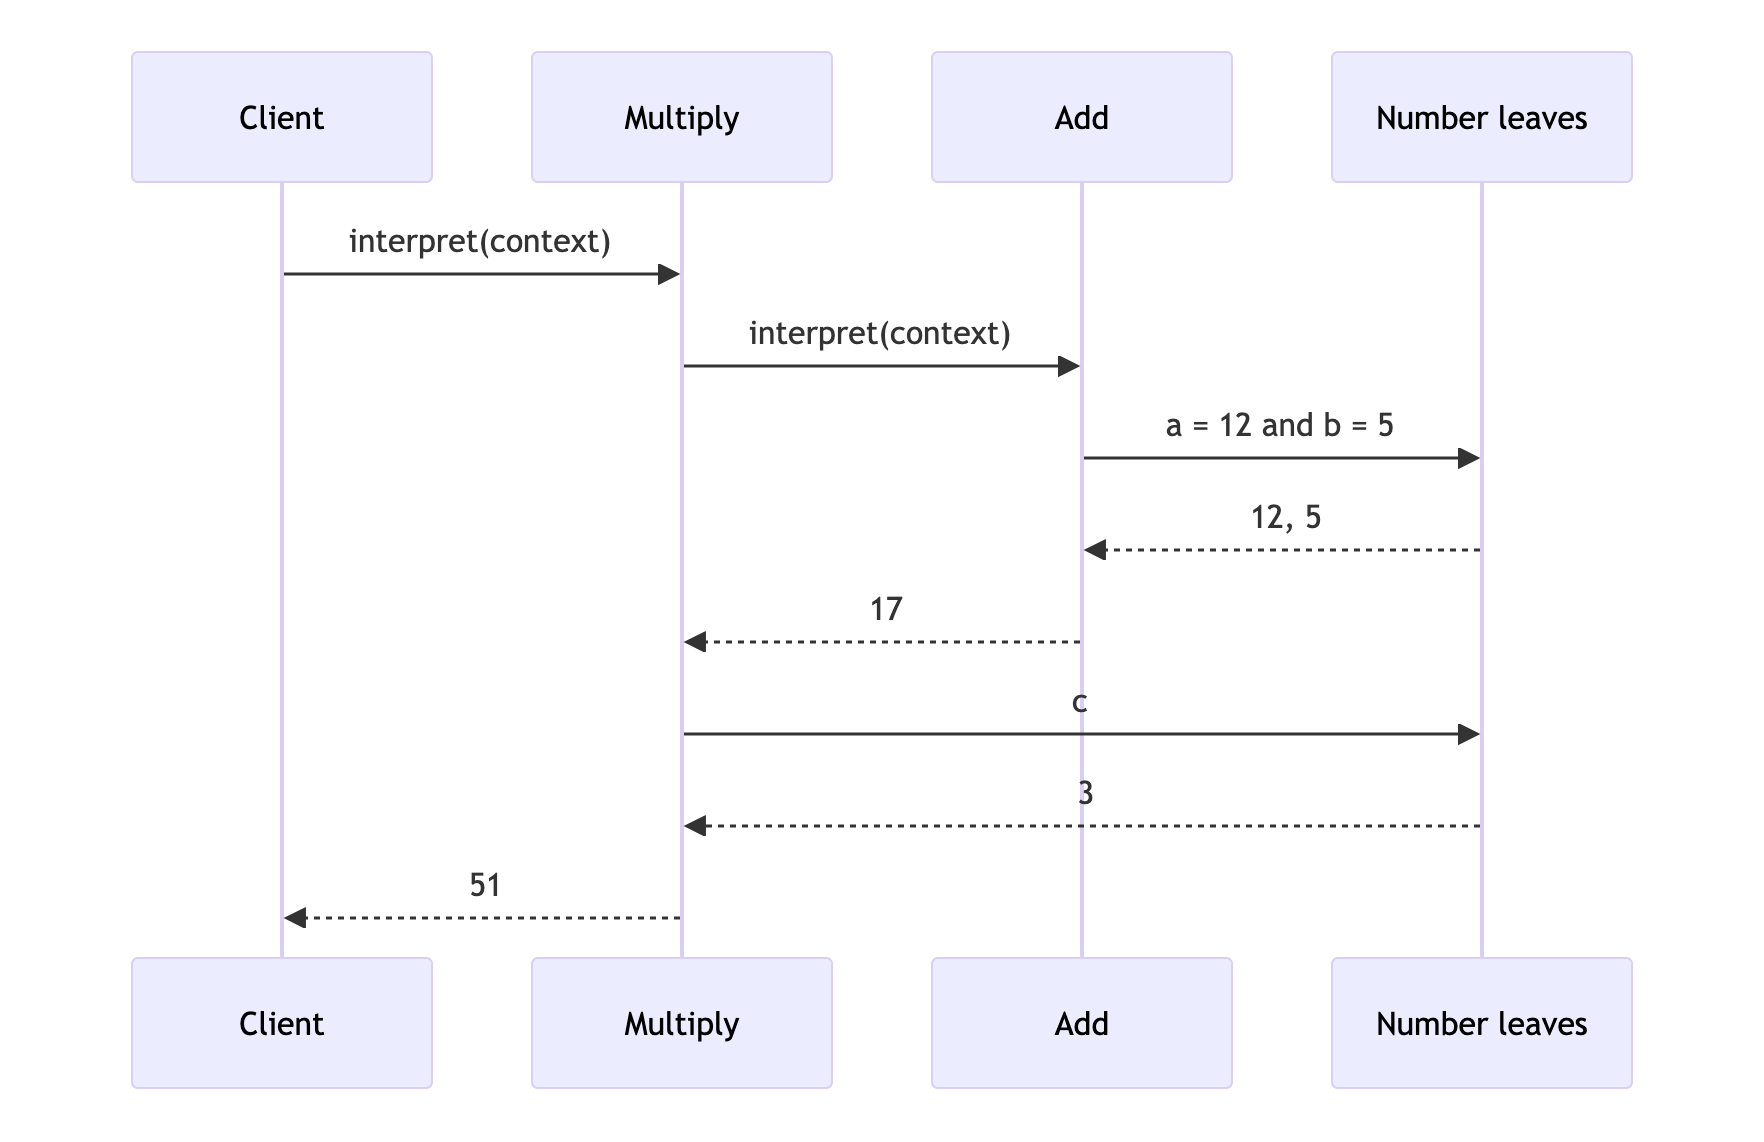 Client
Multiply
Add
Number leaves
interpret(context)
interpret(context)
a = 12 and b = 5
12, 5
17
c
3
51
Client
Multiply
Add
Number leaves